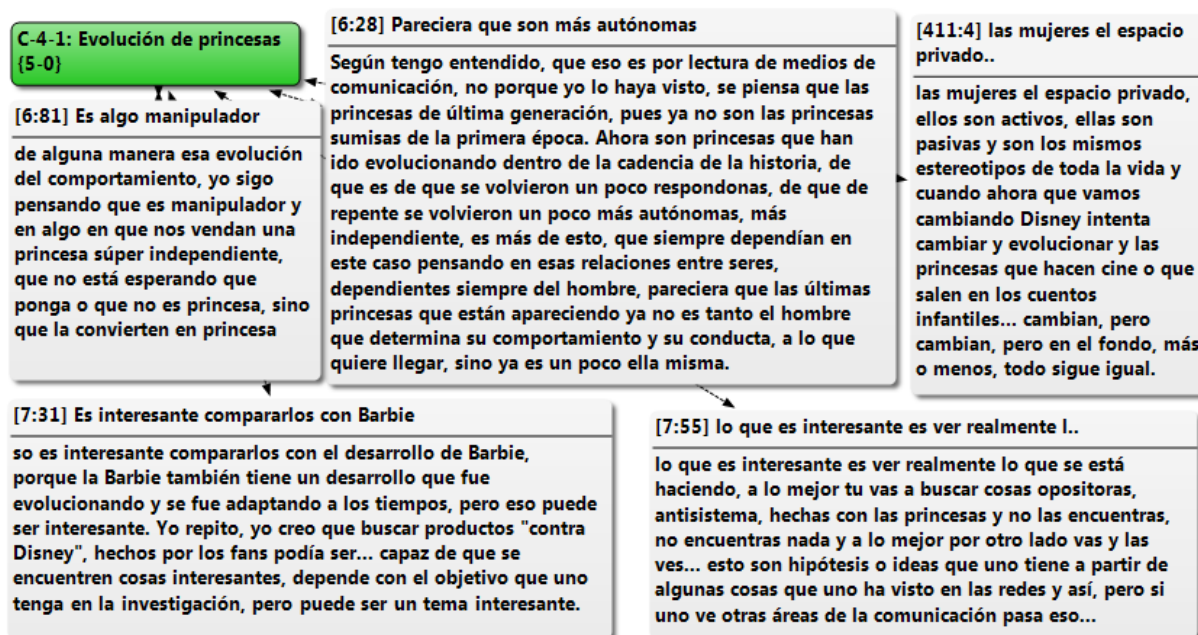 C-4-1: Evolución de princesas
{5-0}
[6:81] Es algo manipulador
de alguna manera esa evolución
del comportamiento, yo sigo
pensando que es manipulador y
en algo en que nos vendan una
princesa súper independiente,
que no está esperando que
ponga o que no es princesa, sino
que la convierten en princesa
[6:28] Pareciera que son más autónomas
Según tengo entendido, que eso es por lectura de medios de
comunicación, no porque yo lo haya visto, se piensa que las
princesas de última generación, pues ya no son las princesas
sumisas de la primera época. Ahora son princesas que han
ido evolucionando dentro de la cadencia de la historia, de
que es de que se volvieron un poco respondonas, de que de
repente se volvieron un poco más autónomas, más
independiente, es más de esto, que siempre dependían en
este caso pensando en esas relaciones entre seres,
dependientes siempre del hombre, pareciera que las últimas
princesas que están apareciendo ya no es tanto el hombre
que determina su comportamiento y su conducta, a lo que
quiere llegar, sino ya es un poco ella misma.
[411:4] las mujeres el espacio
privado..
las mujeres el espacio privado,
ellos son activos, ellas son
pasivas y son los mismos
estereotipos de toda la vida y
cuando ahora que vamos
cambiando Disney intenta
cambiar y evolucionar y las
princesas que hacen cine o que
salen en los cuentos
infantiles... cambian, pero
cambian, pero en el fondo, más
o menos, todo sigue igual.
[7:31] Es interesante compararlos con Barbie
so es interesante compararlos con el desarrollo de Barbie,
porque la Barbie también tiene un desarrollo que fue
evolucionando y se fue adaptando a los tiempos, pero eso puede
ser interesante. Yo repito, yo creo que buscar productos "contra
Disney", hechos por los fans podía ser... capaz de que se
encuentren cosas interesantes, depende con el objetivo que uno
tenga en la investigación, pero puede ser un tema interesante.
[7:55] lo que es interesante es ver realmente l..
lo que es interesante es ver realmente lo que se está
haciendo, a lo mejor tu vas a buscar cosas opositoras,
antisistema, hechas con las princesas y no las encuentras,
no encuentras nada y a lo mejor por otro lado vas y las
ves... esto son hipótesis o ideas que uno tiene a partir de
algunas cosas que uno ha visto en las redes y así, pero si
uno ve otras áreas de la comunicación pasa eso...